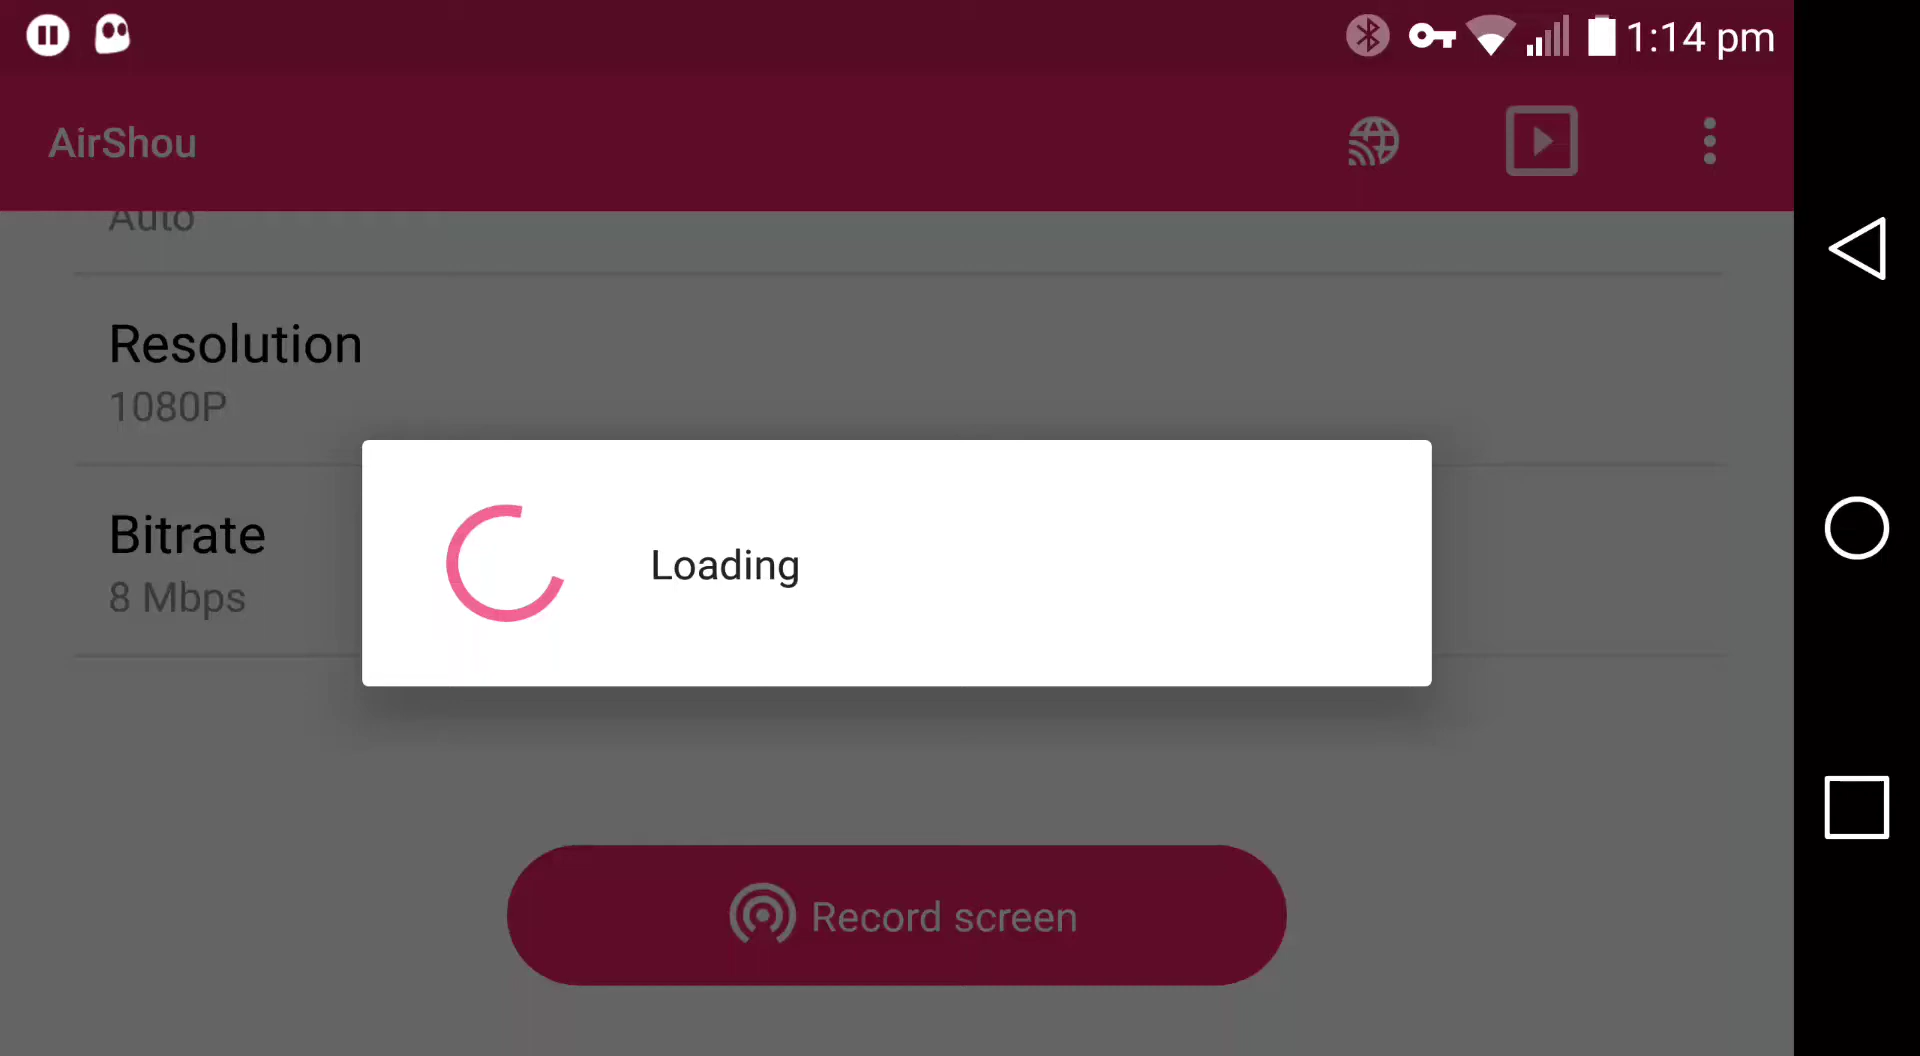 1:14 pm
AirShou
Auto
Resolution
1080P
Bitrate
8 Mbps
Loading
Record screen